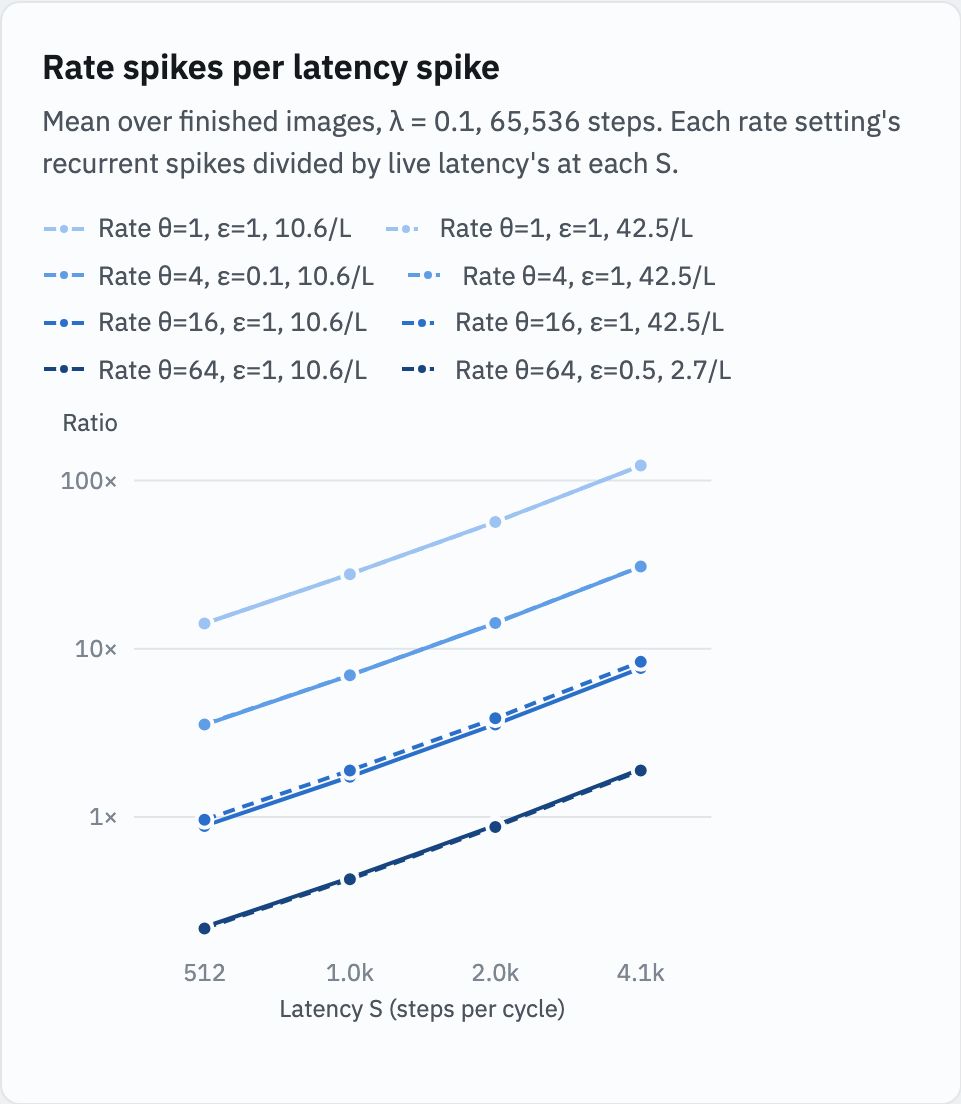 Rate spikes per latency spike
Mean over finished images, λ = 0.1, 65,536 steps. Each rate setting's
recurrent spikes divided by live latency's at each S.
Rate θ=1, ε=1, 10.6/L Rate θ=1, ε=1, 42.5/L
Rate θ=4, ε=0.1, 10.6/L Rate θ=4, ε=1, 42.5/L
Rate θ=16, ε=1, 10.6/L Rate θ=16, ε=1, 42.5/L
Rate θ=64, ε=1, 10.6/L Rate θ=64, ε=0.5, 2.7/L
Ratio
100×
10×
1×
512 1.0k 2.0k 4.1k
Latency S (steps per cycle)